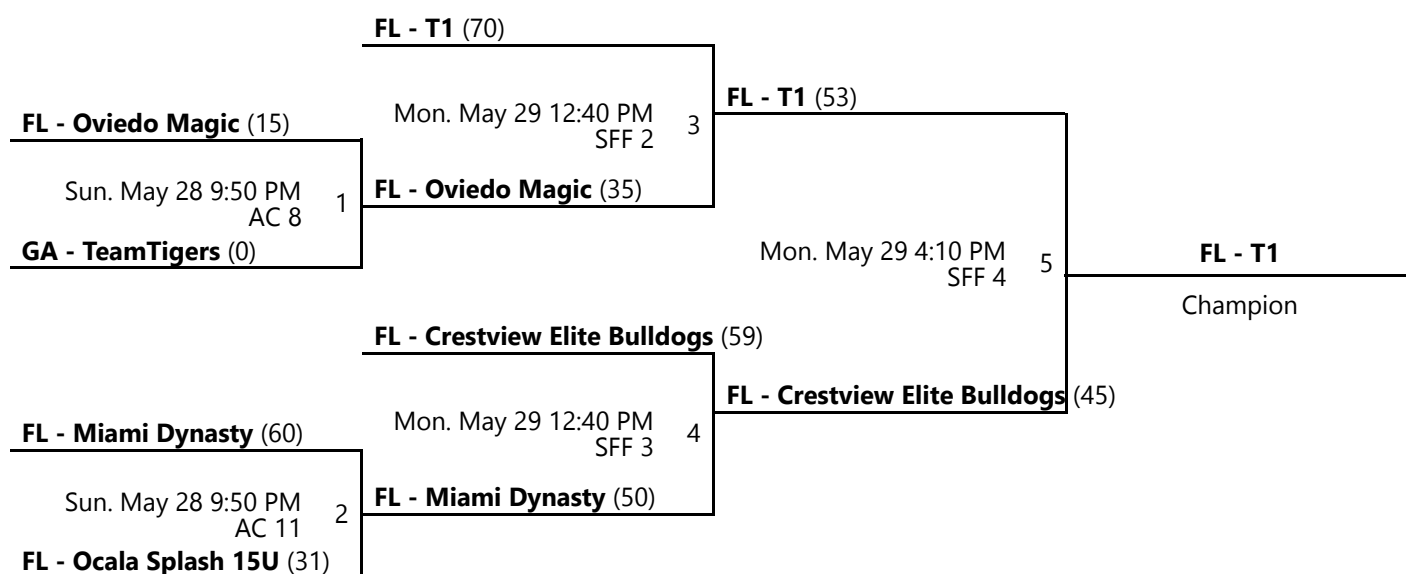 FL - T1 (70)
Mon. May 29 12:40 PM
SFF 2
3
FL - T1 (53)
FL - Oviedo Magic (15)
Sun. May 28 9:50 PM
AC 8
1
FL - Oviedo Magic (35)
GA - TeamTigers (0)
Mon. May 29 4:10 PM
SFF 4
5
FL - T1
Champion
FL - Crestview Elite Bulldogs (59)
Mon. May 29 12:40 PM
SFF 3
4
FL - Crestview Elite Bulldogs (45)
FL - Miami Dynasty (60)
Sun. May 28 9:50 PM
AC 11
2
FL - Miami Dynasty (50)
FL - Ocala Splash 15U (31)